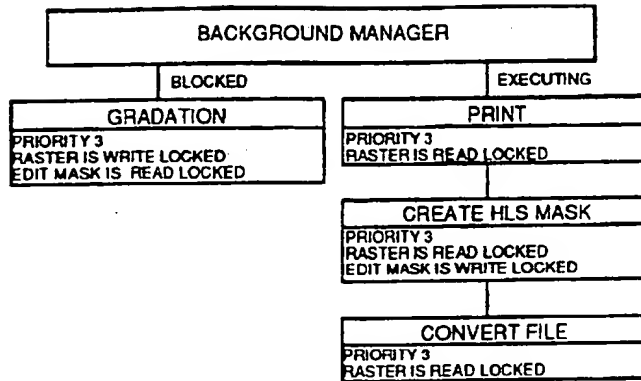 BACKGROUND MANAGER
BLOCKED
EXECUTING
GRADATION
PRIORITY 3
RASTER IS WRITE LOCKED
EDIT MASK IS READ LOCKED
PRINT
PRIORITY 3
RASTER IS READ LOCKED
CREATE HLS MASK
PRIORITY 3
RASTER IS READ LOCKED
EDIT MASK IS WRITE LOCKED
CONVERT FILE
PRIORITY 3
RASTER IS READ LOCKED